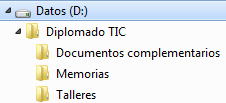 Datos (D:)
Diplomado TIC
Documentos complementarios
Memorias
Talleres